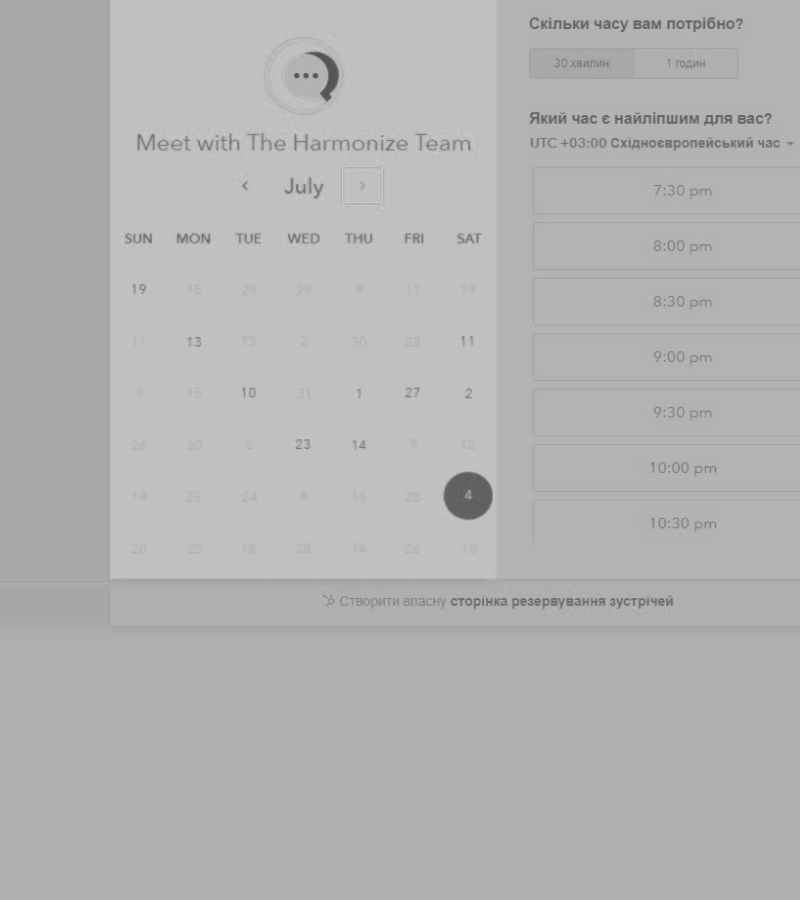 Meet with The Harmonize Team
July
SUN MON TUE WED THU FRI SAT
19 15 29 29 9 11 19
11 13 13 2 30 28 11
1 15 10 31 1 27 2
26 30 2 23 14 9 12
14 25 24 8 16 28 4
20 22 18 28 16 26 10
Скільки часу вам потрібно?
30 хвилин 1 годин
Який час є найліпшим для вас?
UTC +03:00 Східноєвропейський час
7:30 pm
8:00 pm
8:30 pm
9:00 pm
9:30 pm
10:00 pm
10:30 pm
Створити власну сторінка резервування зустрічей